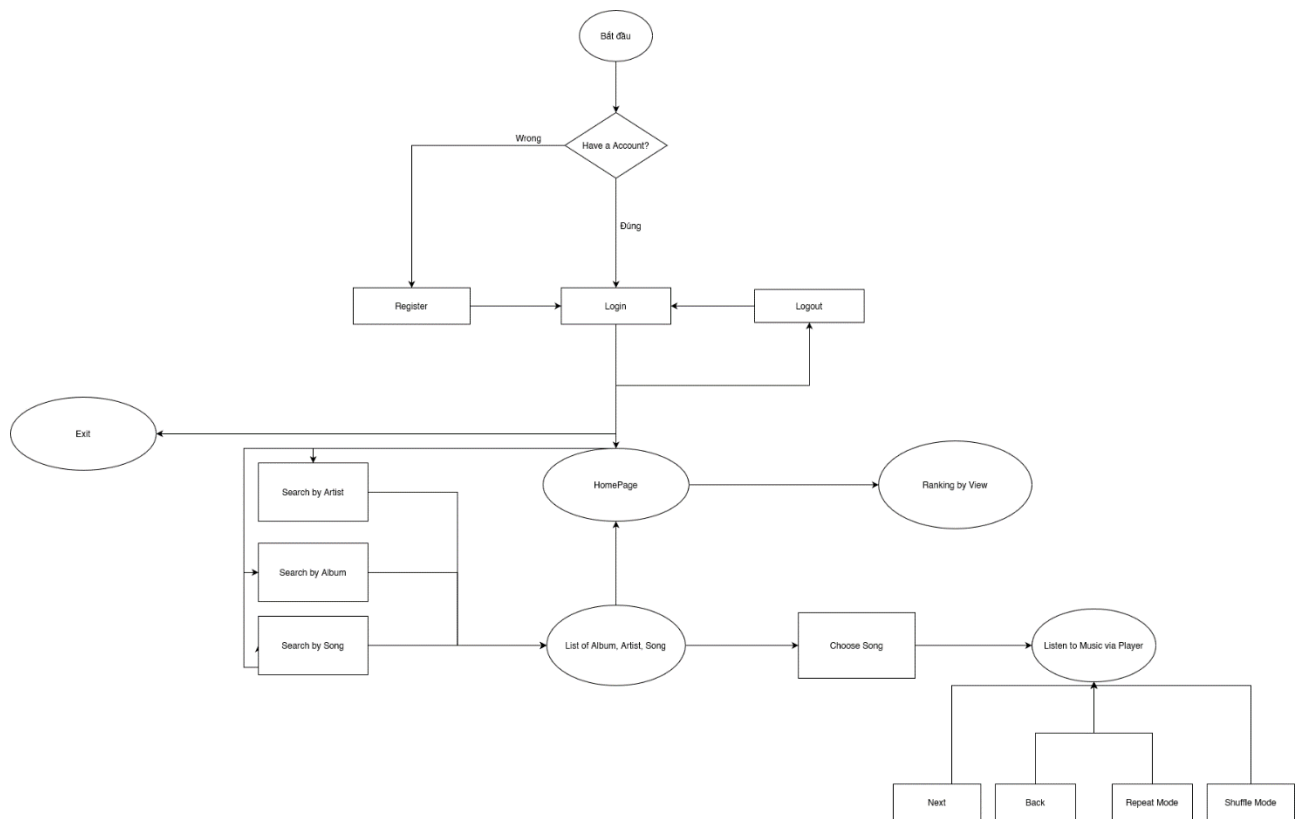 Bắt đầu
Wrong
Have a Account?
Đúng
Register
Login
Logout
Exit
Search by Artist
HomePage
Ranking by View
Search by Album
Search by Song
List of Album, Artist, Song
Choose Song
Listen to Music via Player
Next
Back
Repeat Mode
Shuffle Mode